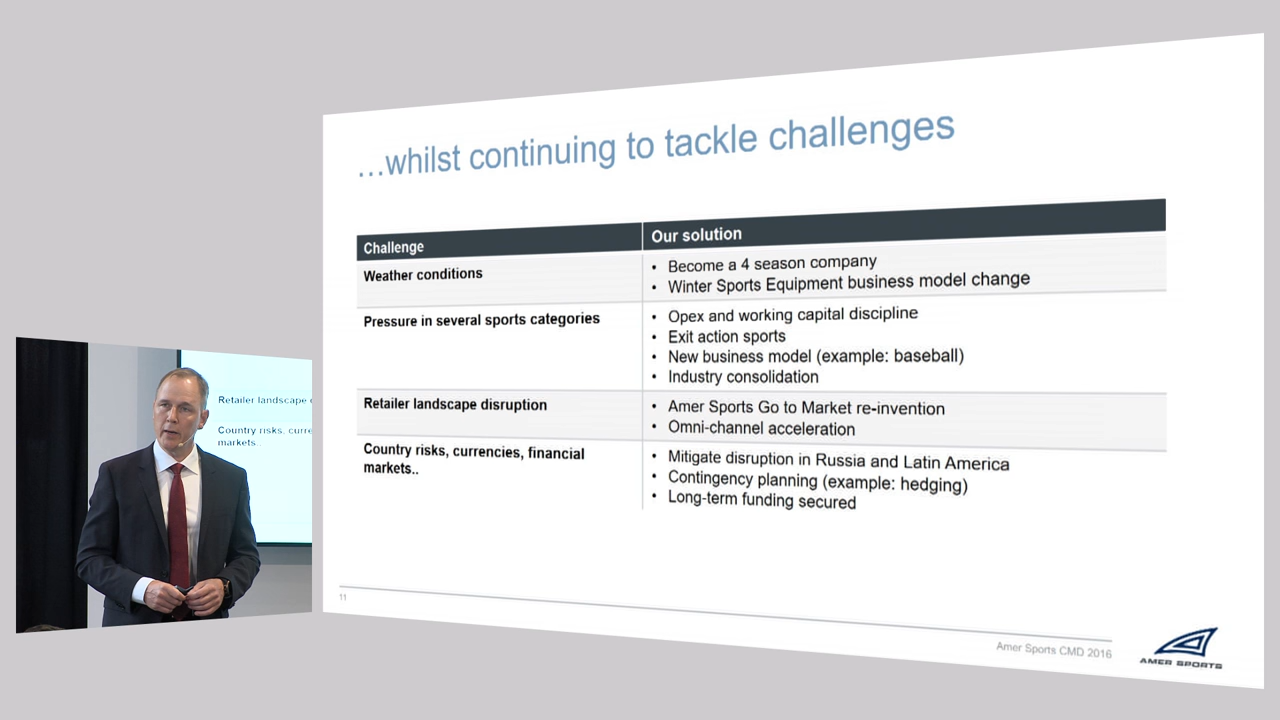 …whilst continuing to tackle challenges
Challenge
Our solution
Weather conditions
• Become a 4 season company
• Winter Sports Equipment business model change
Pressure in several sports categories
• Opex and working capital discipline
• Exit action sports
• New business model (example: baseball)
• Industry consolidation
Retailer landscape disruption
• Amer Sports Go to Market re-invention
• Omni-channel acceleration
Country risks, currencies, financial
markets..
• Mitigate disruption in Russia and Latin America
• Contingency planning (example: hedging)
• Long-term funding secured
11
Amer Sports CMD 2016
AMER SPORTS
Retailer landscape
Country risks, curre
markets..